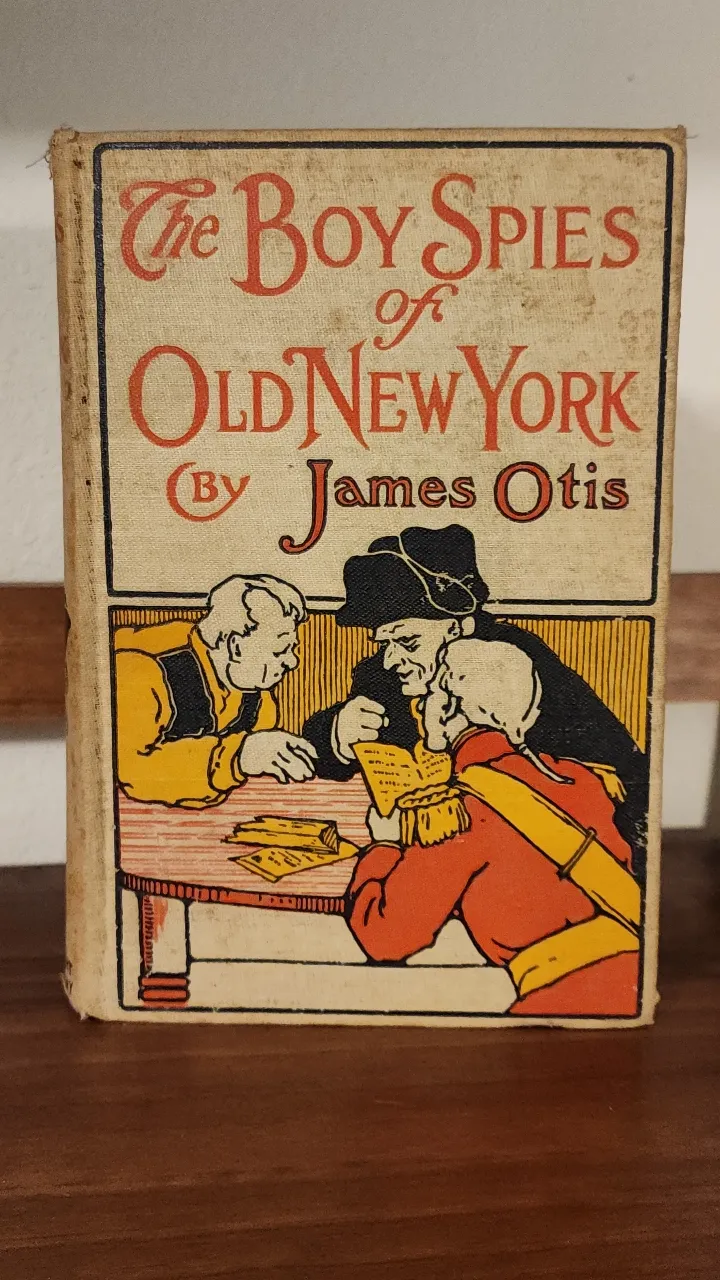 The BOY SPIES
of
OLD NEW YORK
BY James Otis